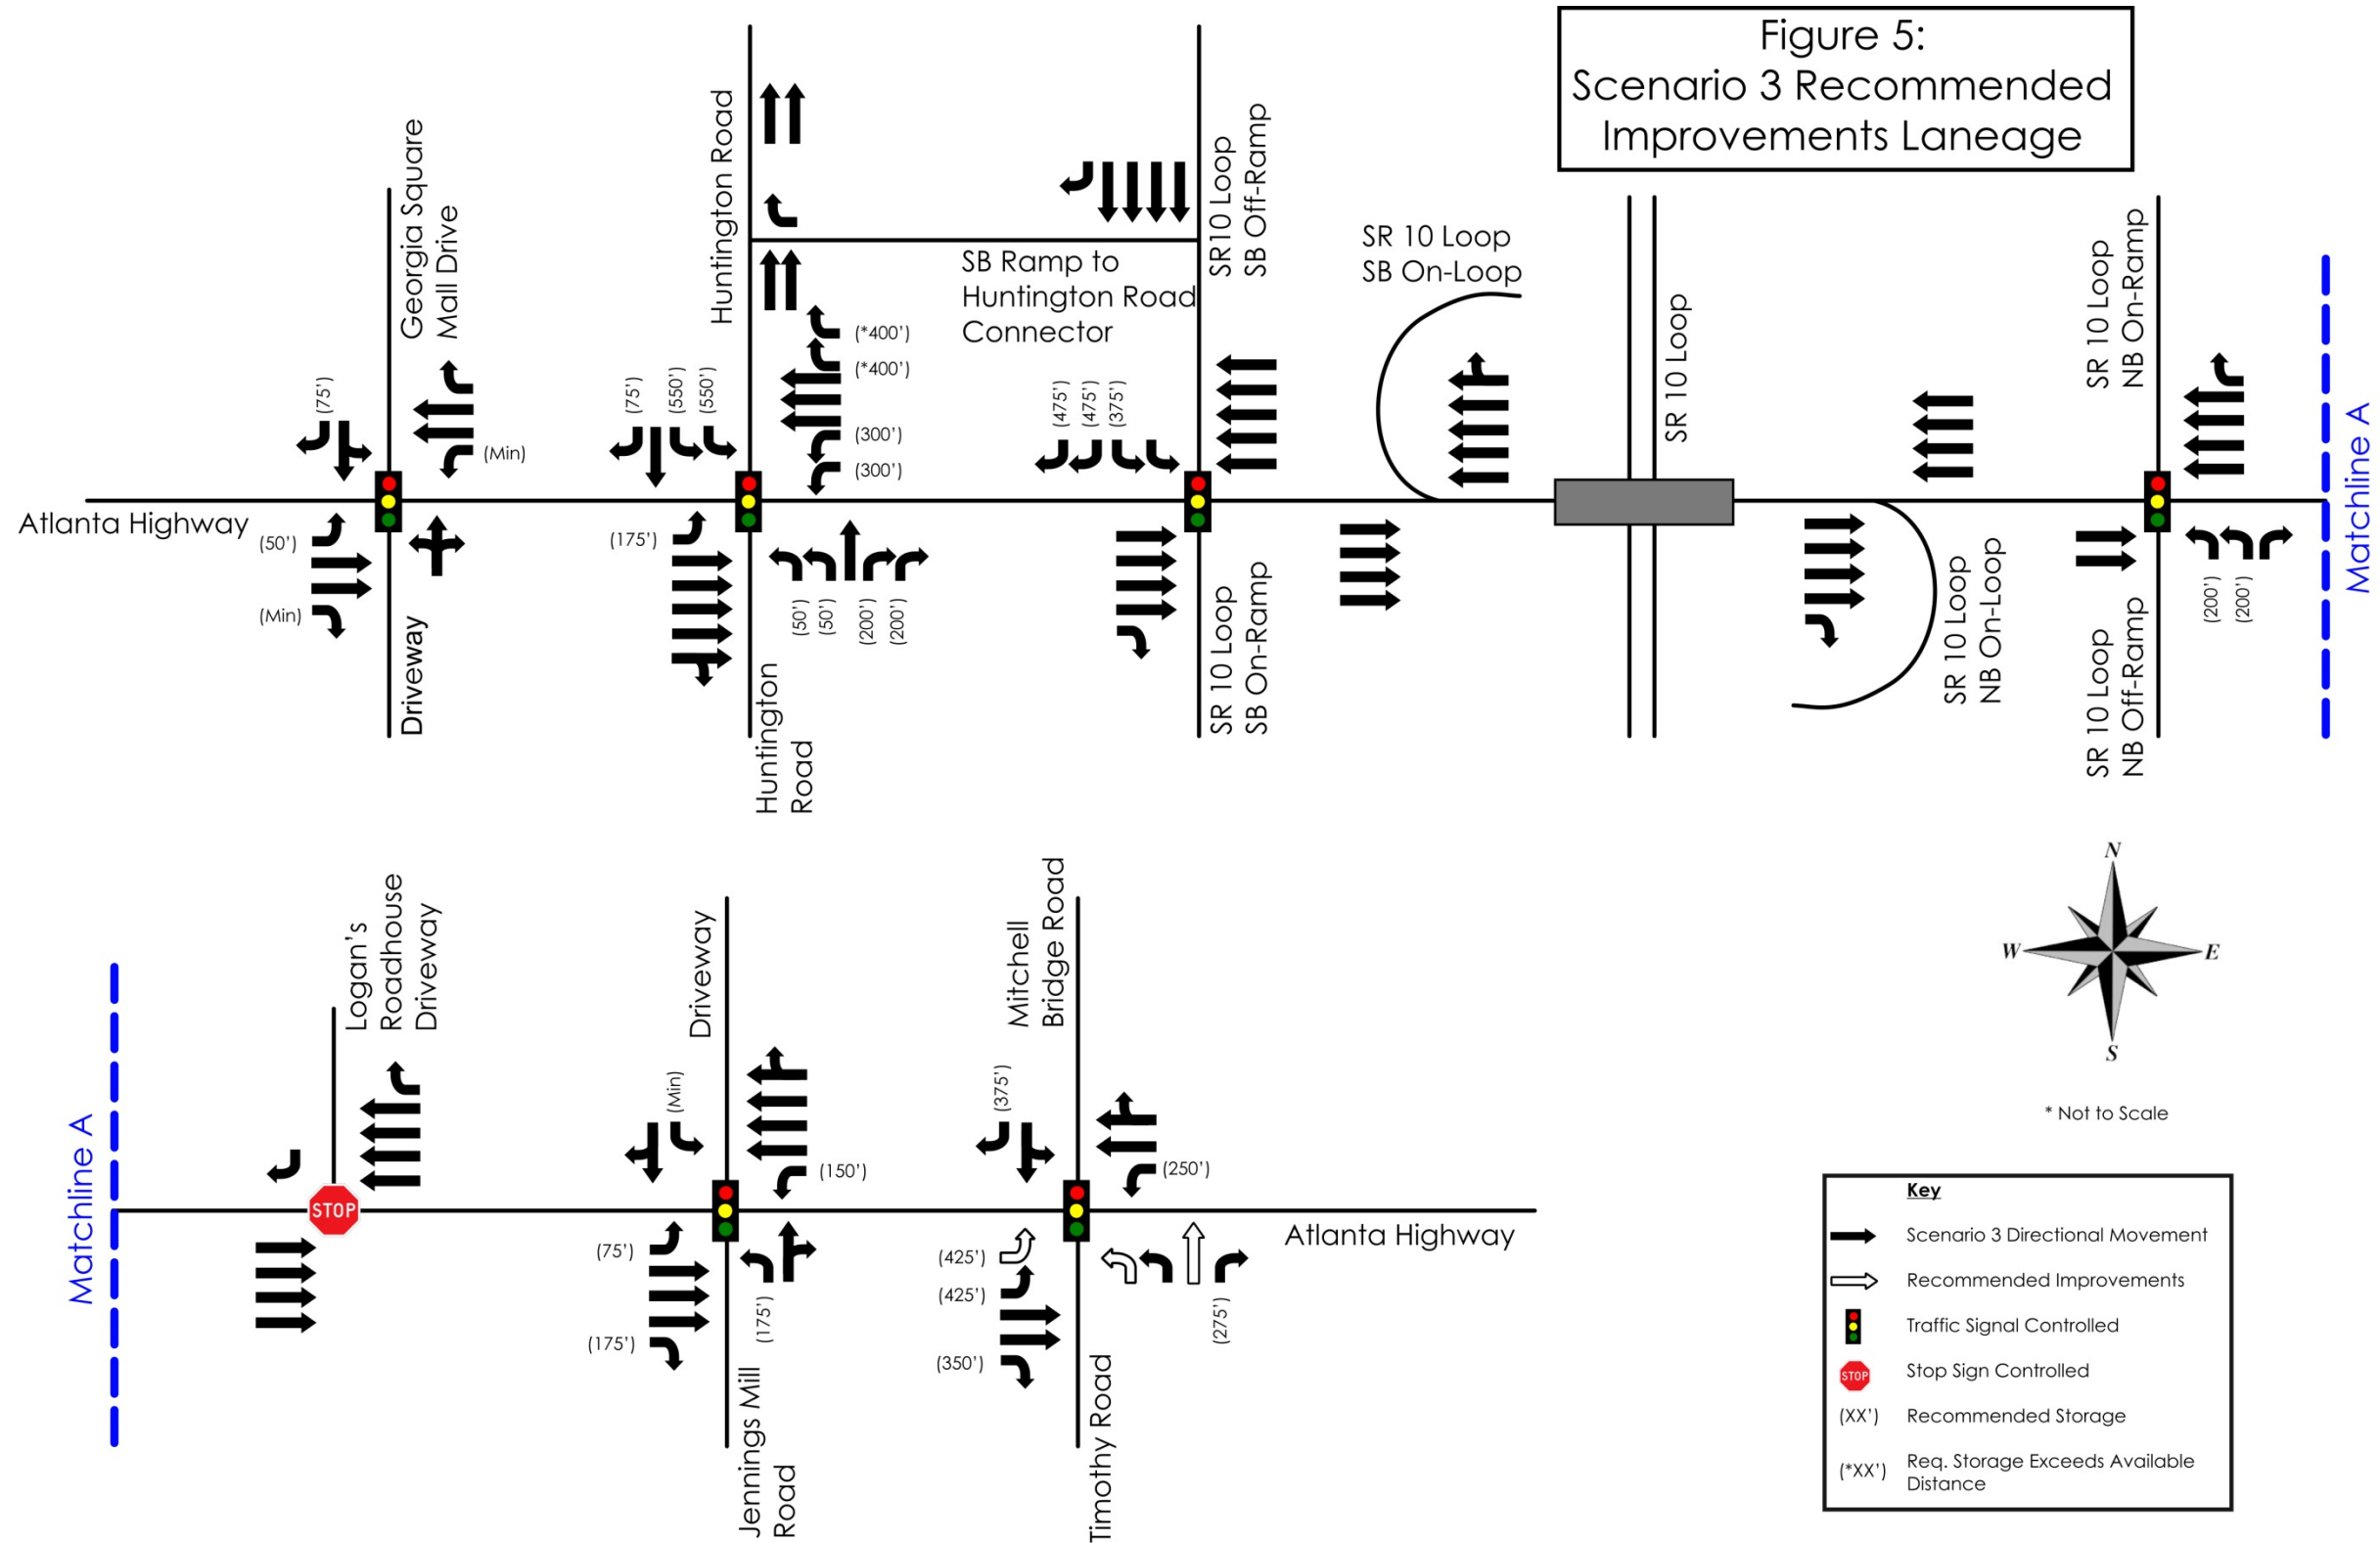 Figure 5:
Scenario 3 Recommended
Improvements Laneage
Georgia Square
Mall Drive
(75')
(Min)
Atlanta Highway
(50')
(Min)
Driveway
Huntington Road
(75')
(550')
(550')
(*400')
(*400')
(300')
(300')
(175')
(50')
(50')
(200')
(200')
Huntington
Road
SB Ramp to
Huntington Road
Connector
SR10 Loop
SB Off-Ramp
(475')
(475')
(375')
SR 10 Loop
SB On-Ramp
SR 10 Loop
SB On-Loop
SR 10 Loop
SR 10 Loop
NB On-Loop
SR 10 Loop
NB On-Ramp
SR 10 Loop
NB Off-Ramp
(200')
(200')
Matchline A
Matchline A
Logan's
Roadhouse
Driveway
STOP
Driveway
(Min)
(150')
(75')
(175')
(175')
Jennings Mill
Road
Mitchell
Bridge Road
(375')
(250')
(425')
(425')
(350')
(275')
Timothy Road
Atlanta Highway
N
W
E
S
* Not to Scale
Key
Scenario 3 Directional Movement
Recommended Improvements
Traffic Signal Controlled
STOP
Stop Sign Controlled
(XX') Recommended Storage
(*XX') Req. Storage Exceeds Available
Distance